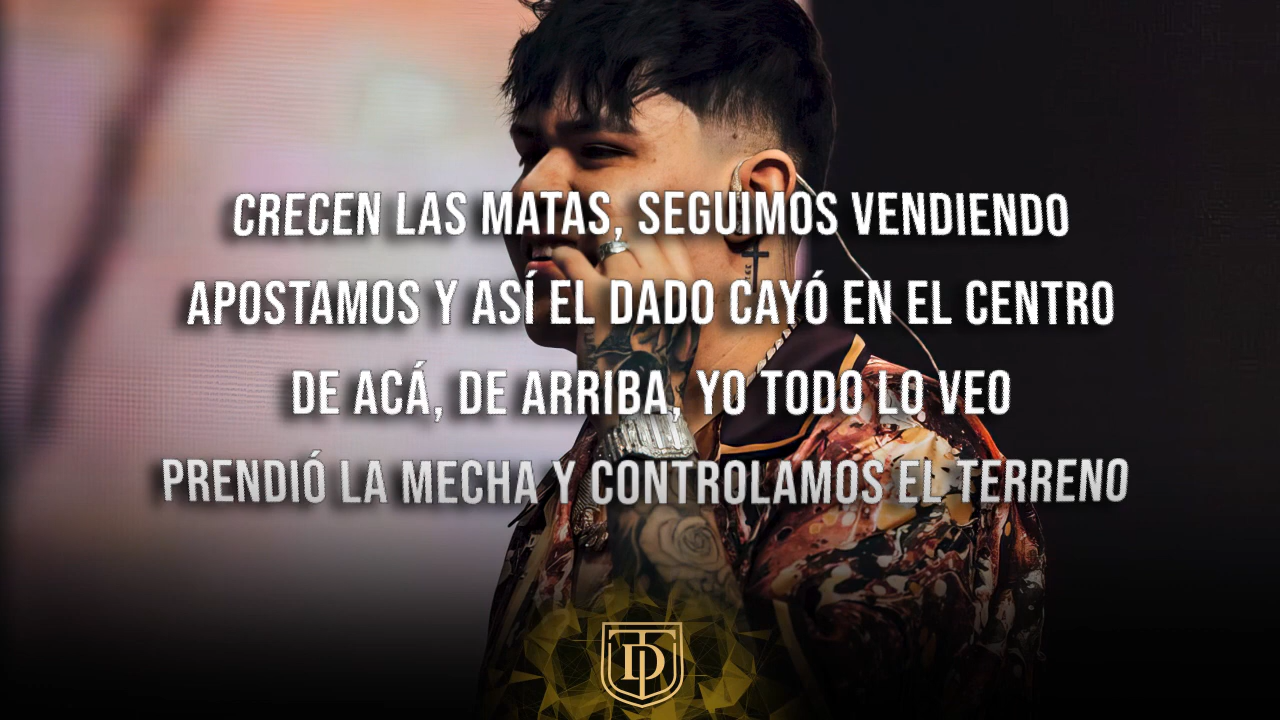 CRECEN LAS MATAS, SEGUIMOS VENDIENDO
APOSTAMOS Y ASÍ EL DADO CAYÓ EN EL CENTRO
DE ACÁ, DE ARRIBA, YO TODO LO VEO
PRENDIÓ LA MECHA Y CONTROLAMOS EL TERRENO